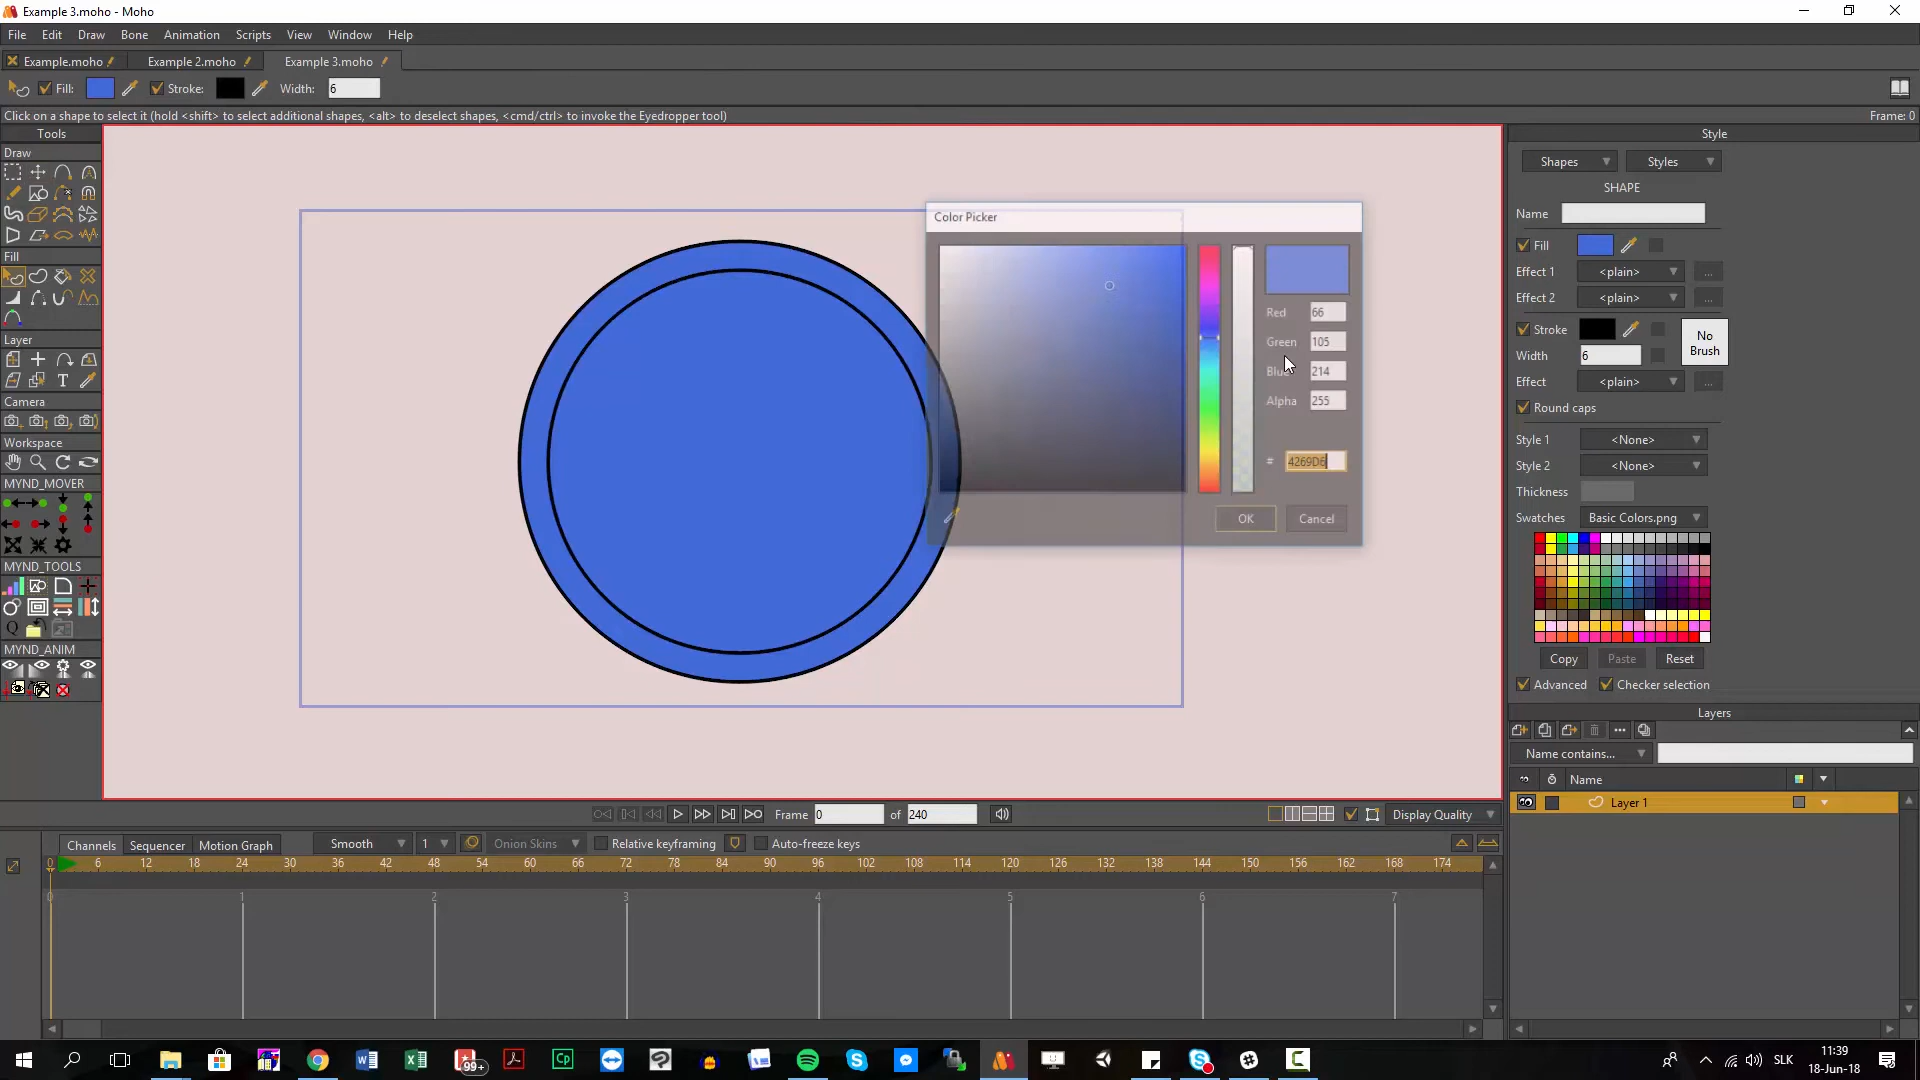 Example 3.moho - Moho
File Edit Draw Bone Animation Scripts View Window Help
Example.moho Example 2.moho Example 3.moho
Fill: Stroke: Width: 6
Click on a shape to select it (hold <shift> to select additional shapes, <alt> to deselect shapes, <cmd/ctrl> to invoke the Eyedropper tool) Frame: 0
Tools
Draw
Fill
Layer
Camera
Workspace
MYND_MOVER
MYND_TOOLS
MYND_ANIM
Color Picker
Red 66
Green 105
Blue 214
Alpha 255
# 4269D6
OK Cancel
Style
Shapes Styles
SHAPE
Name
Fill
Effect 1 <plain> ...
Effect 2 <plain> ...
Stroke
No Brush
Width 6
Effect <plain> ...
Round caps
Style 1 <None>
Style 2 <None>
Thickness
Swatches Basic Colors.png
Copy Paste Reset
Advanced Checker selection
Layers
Name contains...
Name
Layer 1
Frame 0 of 240 Display Quality
Channels Sequencer Motion Graph Smooth 1 Onion Skins Relative keyframing Auto-freeze keys
0 6 12 18 24 30 36 42 48 54 60 66 72 78 84 90 96 102 108 114 120 126 132 138 144 150 156 162 168 174
0 1 2 3 4 5 6 7
99+
SLK
11:39
18-Jun-18